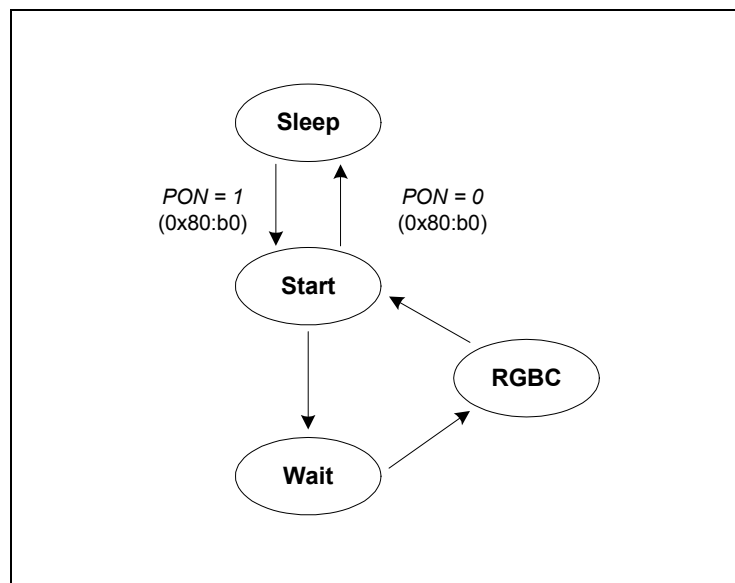 Sleep
PON = 1
(0x80:b0)
PON = 0
(0x80:b0)
Start
RGBC
Wait